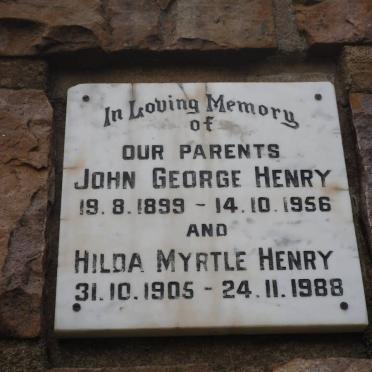 In Loving Memory
of
OUR PARENTS
JOHN GEORGE HENRY
19.8.1899 - 14.10.1956
AND
HILDA MYRTLE HENRY
31.10.1905 - 24.11.1988